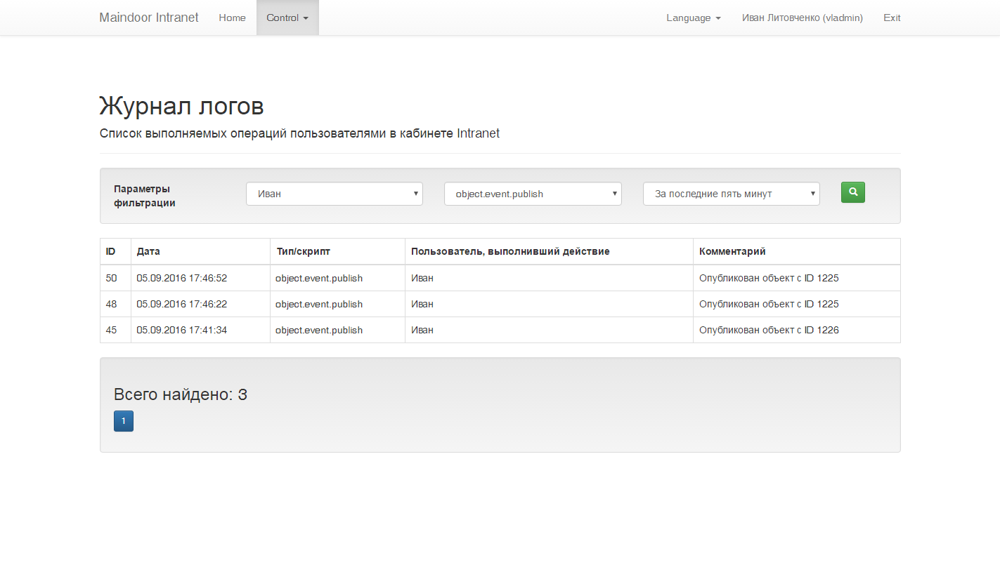 Maindoor Intranet Home Control Language Иван Литовченко (vladmin) Exit
Журнал логов
Список выполняемых операций пользователями в кабинете Intranet
Параметры
фильтрации
Иван object.event.publish За последние пять минут
ID Дата Тип/скрипт Пользователь, выполнивший действие Комментарий
50 05.09.2016 17:46:52 object.event.publish Иван Опубликован объект с ID 1225
48 05.09.2016 17:46:22 object.event.publish Иван Опубликован объект с ID 1225
45 05.09.2016 17:41:34 object.event.publish Иван Опубликован объект с ID 1226
Всего найдено: 3
1